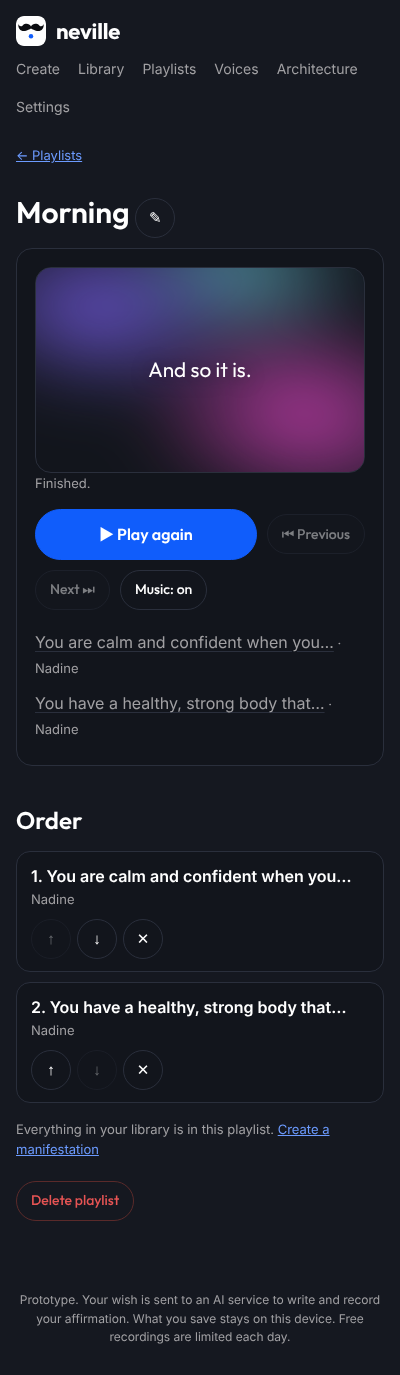 neville
Create Library Playlists Voices Architecture
Settings
← Playlists
Morning ✎
And so it is.
Finished.
▶ Play again ⏮ Previous
Next ⏭ Music: on
You are calm and confident when you... ·
Nadine
You have a healthy, strong body that... ·
Nadine
Order
1. You are calm and confident when you...
Nadine
↑ ↓ ✕
2. You have a healthy, strong body that...
Nadine
↑ ↓ ✕
Everything in your library is in this playlist. Create a
manifestation
Delete playlist
Prototype. Your wish is sent to an AI service to write and record
your affirmation. What you save stays on this device. Free
recordings are limited each day.